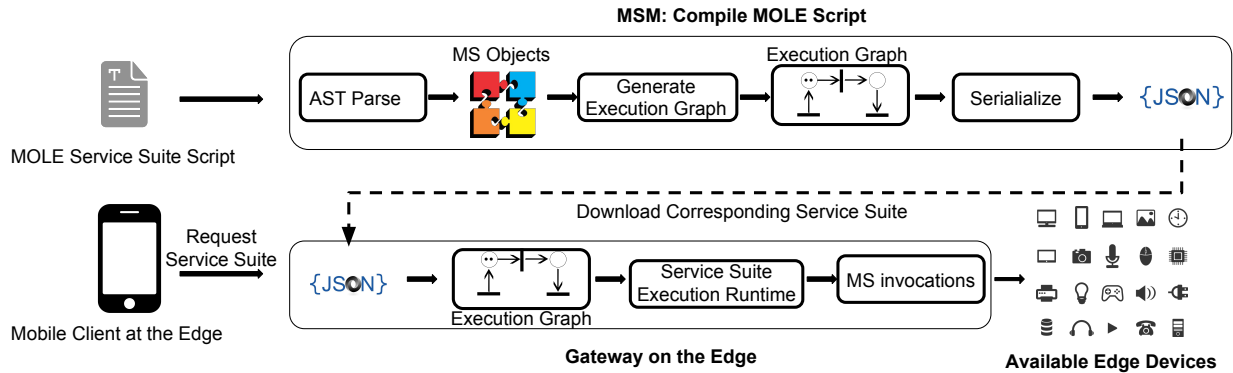 MSM: Compile MOLE Script
T
MS Objects
Execution Graph
AST Parse
Generate
Execution Graph
Serialialize
{JSON}
MOLE Service Suite Script
Download Corresponding Service Suite
Request
Service Suite
{JSON}
Service Suite
Execution Runtime
MS invocations
Execution Graph
Mobile Client at the Edge
Gateway on the Edge
Available Edge Devices